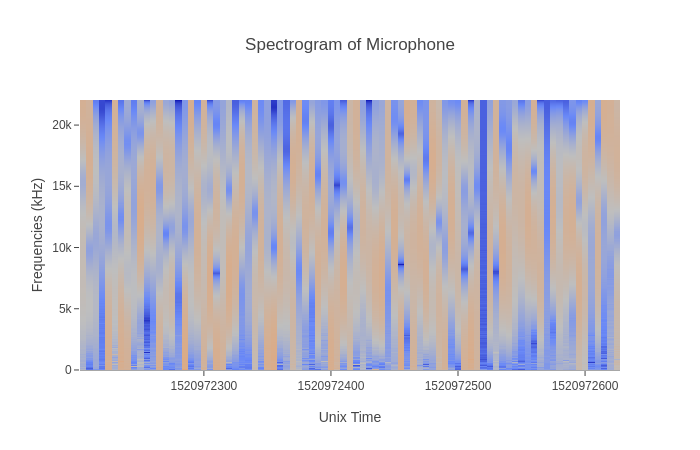 Spectrogram of Microphone
Frequencies (kHz)
20k
15k
10k
5k
0
1520972300
1520972400
1520972500
1520972600
Unix Time